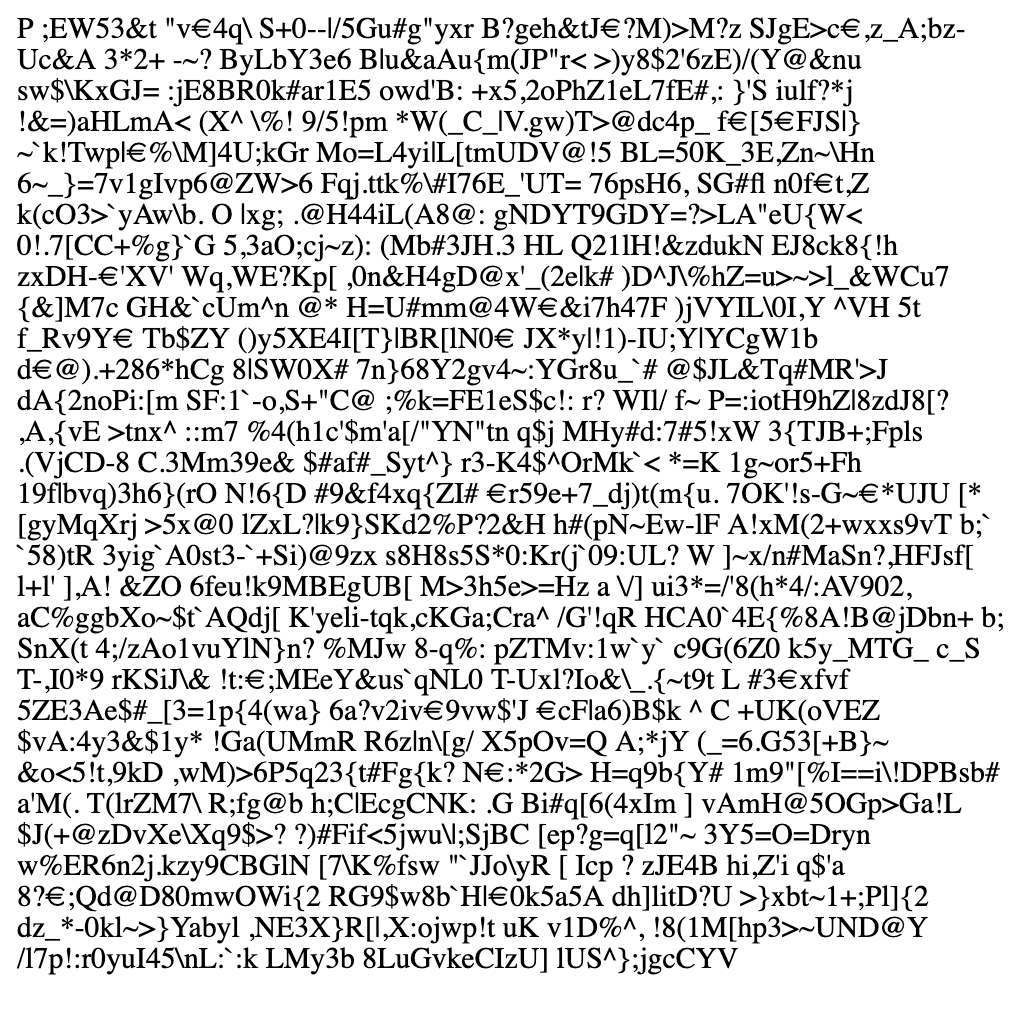 P ;EW53&t "v€4q\ S+0--|/5Gu#g"yxr B?geh&tJ€?M)>M?z SJgE>c€,z_A;bz-
Uc&A 3*2+ -~? ByLbY3e6 B|u&aAu{m(JP"r< >)y8$2'6zE)/(Y@&nu
sw$\KxGJ= :jE8BR0k#ar1E5 owd'B: +x5,2oPhZ1eL7fE#,: }'S iulf?*j
!&=)aHLmA< (X^ \%! 9/5!pm *W(_C_|V.gw)T>@dc4p_ f€[5€FJS|}
~`k!Twp|€%\M]4U;kGr Mo=L4yi|L[tmUDV@!5 BL=50K_3E,Zn~\Hn
6~_}=7v1gIvp6@ZW>6 Fqj.ttk%\#I76E_'UT= 76psH6, SG#fl n0f€t,Z
k(cO3>`yAw\b. O |xg; .@H44iL(A8@: gNDYT9GDY=?>LA"eU{W<
0!.7[CC+%g}`G 5,3aO;cj~z): (Mb#3JH.3 HL Q21lH!&zdukN EJ8ck8{!h
zxDH-€'XV' Wq,WE?Kp[ ,0n&H4gD@x'_(2e|k# )D^J\%hZ=u>~>l_&WCu7
{&]M7c GH&`cUm^n @* H=U#mm@4W€&i7h47F )jVYIL\0I,Y ^VH 5t
f_Rv9Y€ Tb$ZY ()y5XE4I[T}|BR[lN0€ JX*y|!1)-IU;Y|YCgW1b
d€@).+286*hCg 8|SW0X# 7n}68Y2gv4~:YGr8u_`# @$JL&Tq#MR'>J
dA{2noPi:[m SF:1`-o,S+"C@ ;%k=FE1eS$c!: r? WIl/ f~ P=:iotH9hZ|8zdJ8[?
,A,{vE >tnx^ ::m7 %4(h1c'$m'a[/"YN"tn q$j MHy#d:7#5!xW 3{TJB+;Fpls
.(VjCD-8 C.3Mm39e& $#af#_Syt^} r3-K4$^OrMk`< *=K 1g~or5+Fh
19flbvq)3h6}(rO N!6{D #9&f4xq{ZI# €r59e+7_dj)t(m{u. 7OK'!s-G~€*UJU [*
[gyMqXrj >5x@0 lZxL?|k9}SKd2%P?2&H h#(pN~Ew-lF A!xM(2+wxxs9vT b;`
`58)tR 3yig`A0st3-`+Si)@9zx s8H8s5S*0:Kr(j`09:UL? W ]~x/n#MaSn?,HFJsf[
l+l' ],A! &ZO 6feu!k9MBEgUB[ M>3h5e>=Hz a \/] ui3*=/'8(h*4/:AV902,
aC%ggbXo~$t`AQdj[ K'yeli-tqk,cKGa;Cra^ /G'!qR HCA0`4E{%8A!B@jDbn+ b;
SnX(t 4;/zAo1vuYlN}n? %MJw 8-q%: pZTMv:1w`y` c9G(6Z0 k5y_MTG_ c_S
T-,I0*9 rKSiJ\& !t:€;MEeY&us`qNL0 T-Uxl?Io&\_.{~t9t L #3€xfvf
5ZE3Ae$#_[3=1p{4(wa} 6a?v2iv€9vw$'J €cF|a6)B$k ^ C +UK(oVEZ
$vA:4y3&$1y* !Ga(UMmR R6z|n\[g/ X5pOv=Q A;*jY (_=6.G53[+B}~
&o<5!t,9kD ,wM)>6P5q23{t#Fg{k? N€:*2G> H=q9b{Y# 1m9"[%I==i\!DPBsb#
a'M(. T(lrZM7\ R;fg@b h;C|EcgCNK: .G Bi#q[6(4xIm ] vAmH@5OGp>Ga!L
$J(+@zDvXe\Xq9$>? ?)#Fif<5jwu\|;SjBC [ep?g=q[l2"~ 3Y5=O=Dryn
w%ER6n2j.kzy9CBGlN [7\K%fsw "`JJo\yR [ Icp ? zJE4B hi,Z'i q$'a
8?€;Qd@D80mwOWi{2 RG9$w8b`H|€0k5a5A dh]litD?U >}xbt~1+;Pl]{2
dz_*-0kl~>}Yabyl ,NE3X}R[|,X:ojwp!t uK v1D%^, !8(1M[hp3>~UND@Y
/l7p!:r0yuI45\nL:`:k LMy3b 8LuGvkeCIzU] lUS^};jgcCYV